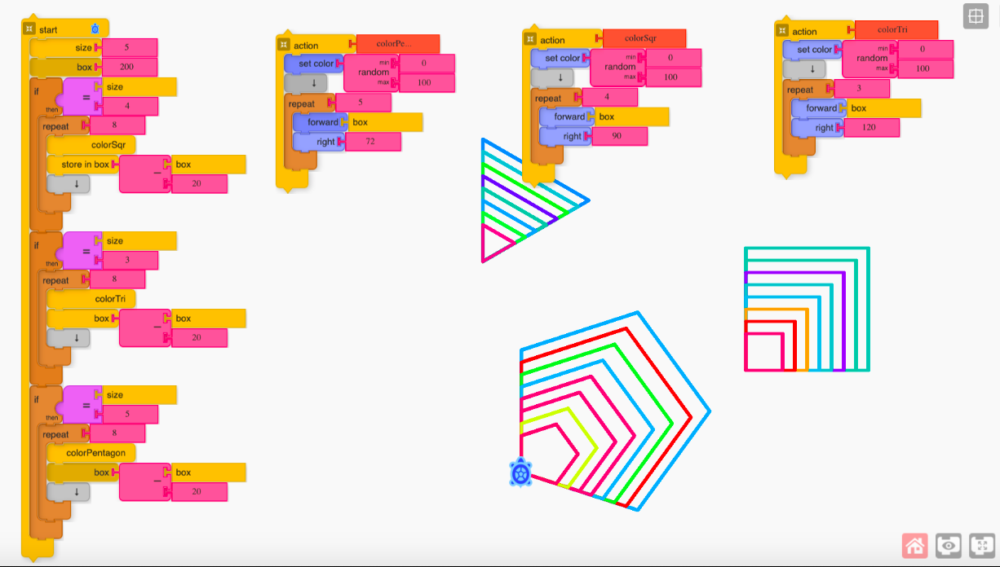 start
size 5
box 200
if
size
=
then
4
repeat 8
colorSqr
store in box
box
−
20
↓
if
size
=
then
3
repeat 8
colorTri
box
box
−
20
↓
if
size
=
then
5
repeat 8
colorPentagon
box
box
−
20
↓
action colorPe...
set color
random
min 0
max 100
↓
repeat 5
forward box
right 72
action colorSqr
set color
random
min 0
max 100
↓
repeat 4
forward box
right 90
action colorTri
set color
random
min 0
max 100
↓
repeat 3
forward box
right 120